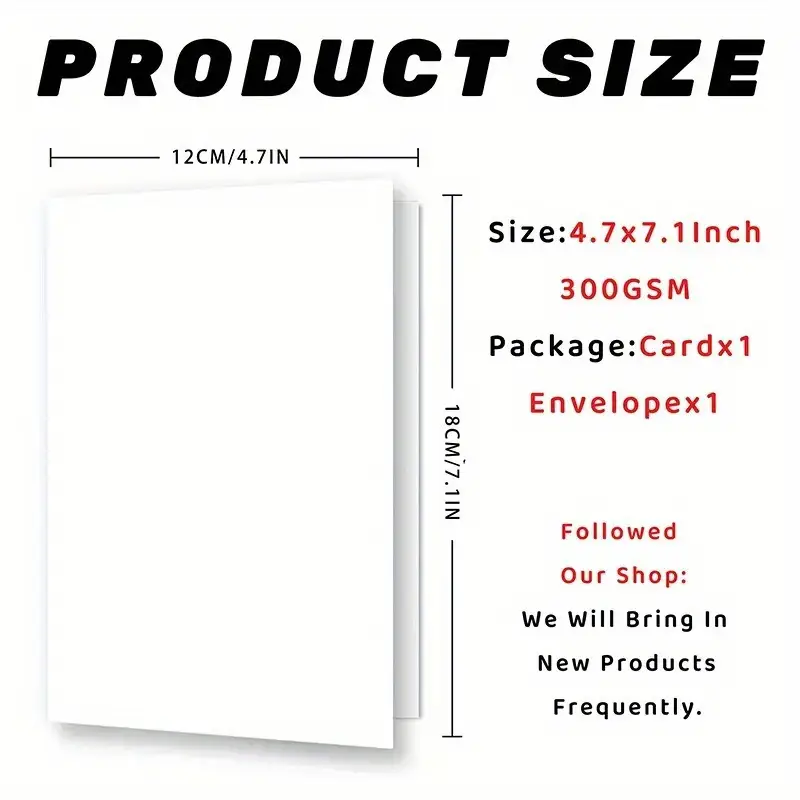 PRODUCT SIZE
12CM/4.7IN
18CM/7.1IN
Size:4.7x7.1Inch
300GSM
Package:Cardx1
Envelopex1
Followed
Our Shop:
We Will Bring In
New Products
Frequently.